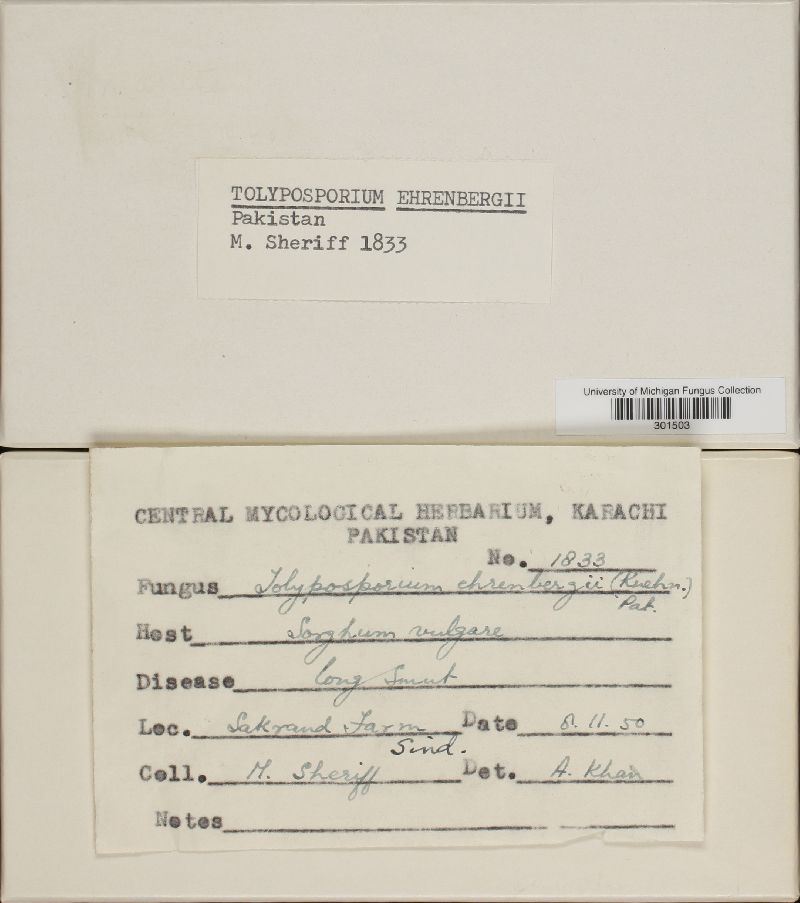 TOLYPOSPORIUM EHRENBERGII
Pakistan
M. Sheriff 1833
University of Michigan Fungus Collection
301503
CENTRAL MYCOLOGICAL HERBARIUM, KARACHI
PAKISTAN
No. 1833
Fungus Tolyposporium ehrenbergii (Kuehn.)
Pat.
Host Sorghum vulgare
Disease long Smut
Loc. Sakrand Farm Date 8.11.50
Sind.
Coll. M. Sheriff Det. A. Khan
Notes